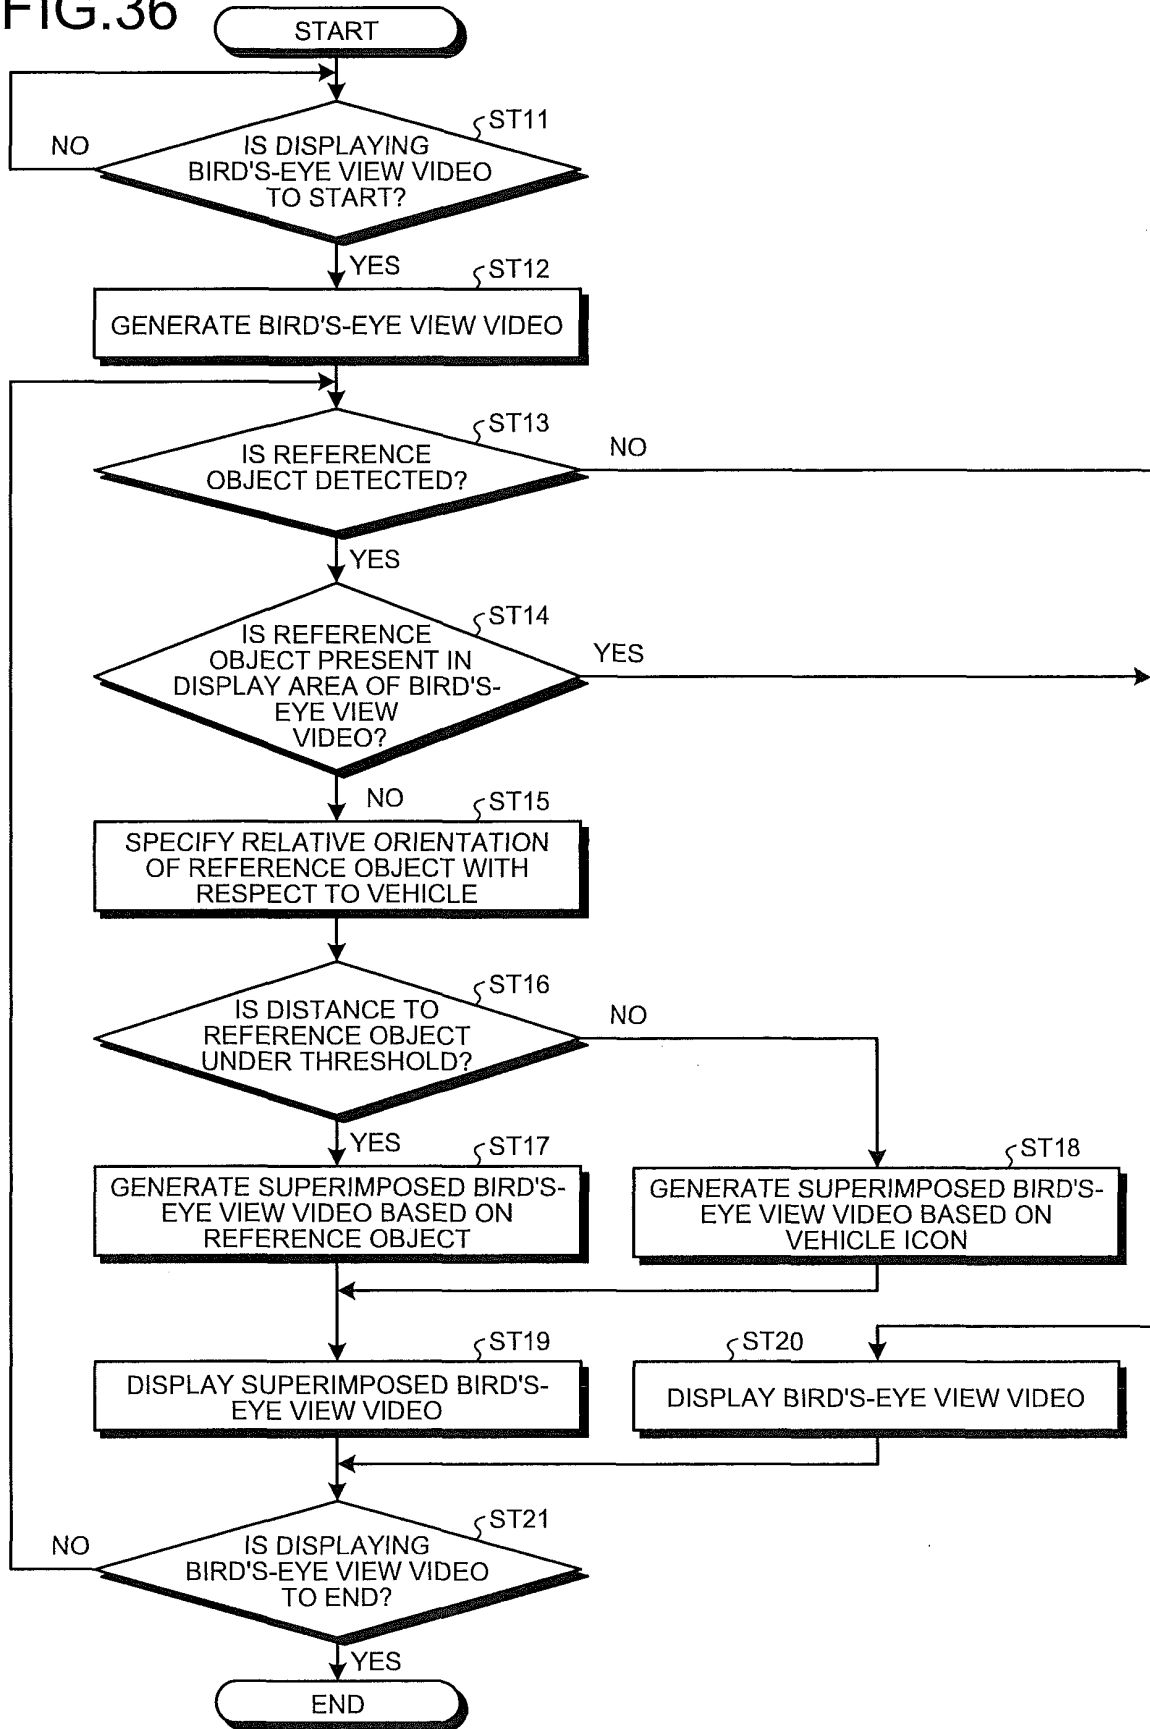 FIG.36
START
ST11
IS DISPLAYING
BIRD'S-EYE VIEW VIDEO
TO START?
NO
YES
ST12
GENERATE BIRD'S-EYE VIEW VIDEO
ST13
IS REFERENCE
OBJECT DETECTED?
NO
YES
ST14
IS REFERENCE
OBJECT PRESENT IN
DISPLAY AREA OF BIRD'S-
EYE VIEW
VIDEO?
YES
NO
ST15
SPECIFY RELATIVE ORIENTATION
OF REFERENCE OBJECT WITH
RESPECT TO VEHICLE
ST16
IS DISTANCE TO
REFERENCE OBJECT
UNDER THRESHOLD?
NO
YES
ST17
GENERATE SUPERIMPOSED BIRD'S-
EYE VIEW VIDEO BASED ON
REFERENCE OBJECT
ST18
GENERATE SUPERIMPOSED BIRD'S-
EYE VIEW VIDEO BASED ON
VEHICLE ICON
ST19
DISPLAY SUPERIMPOSED BIRD'S-
EYE VIEW VIDEO
ST20
DISPLAY BIRD'S-EYE VIEW VIDEO
ST21
IS DISPLAYING
BIRD'S-EYE VIEW VIDEO
TO END?
NO
YES
END